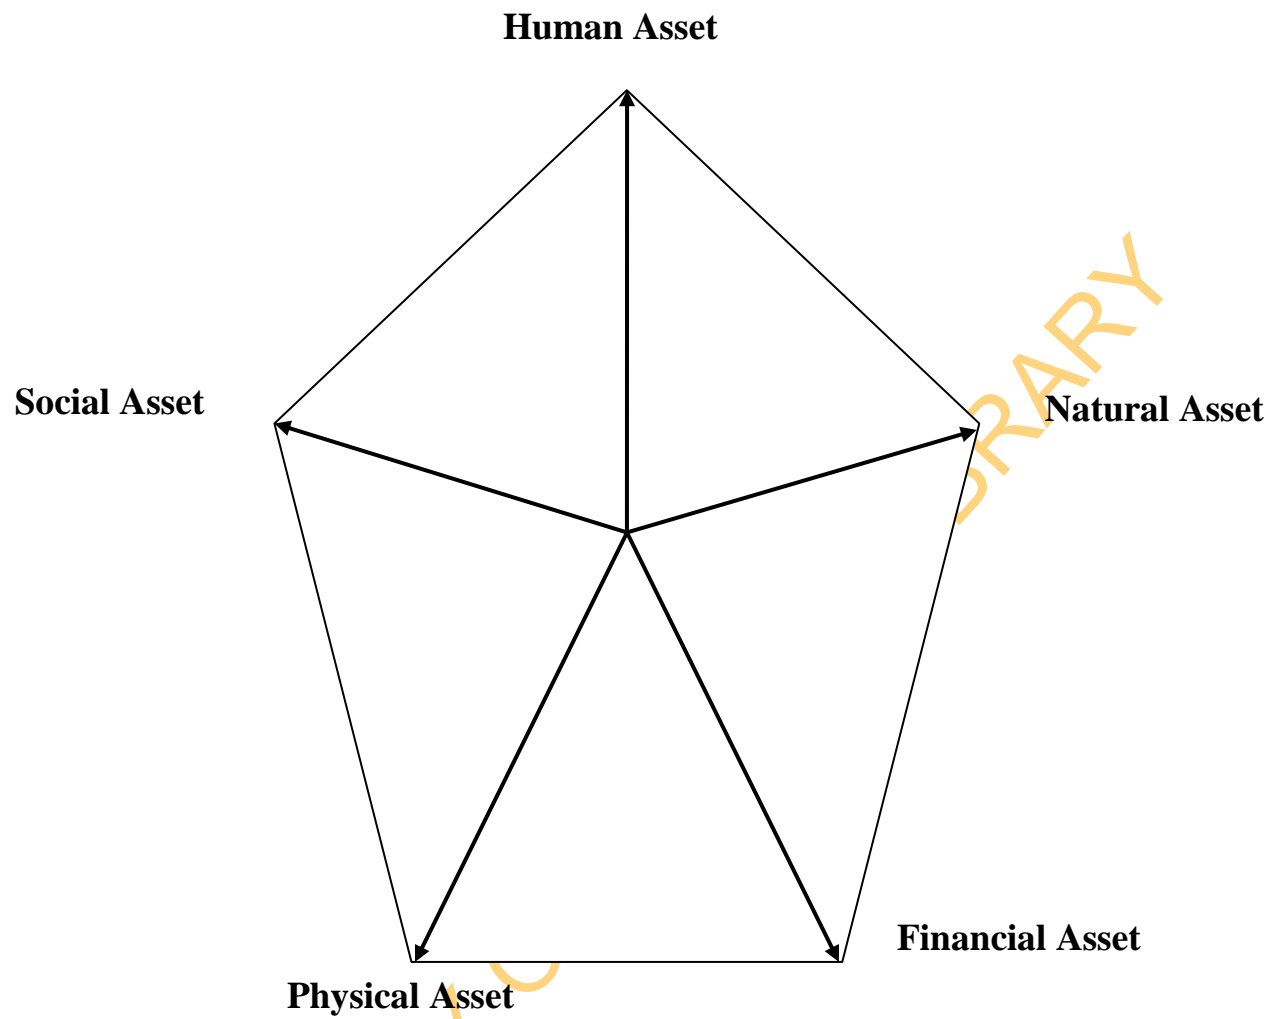 Human Asset
Social Asset
Natural Asset
Financial Asset
Physical Asset